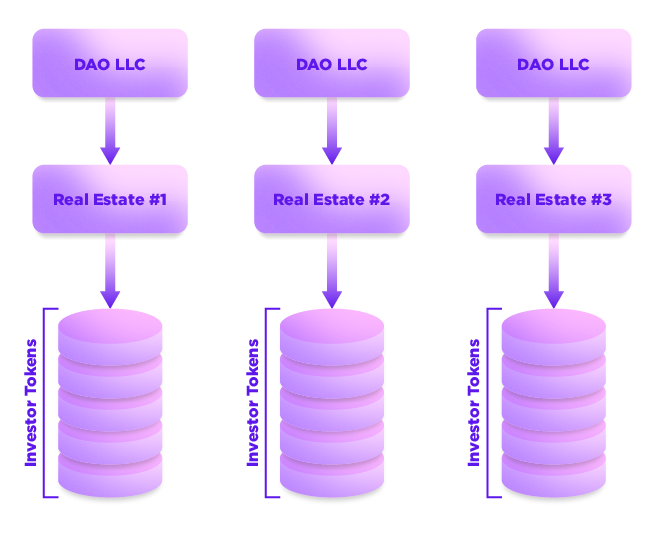 DAO LLC
DAO LLC
DAO LLC
Real Estate #1
Real Estate #2
Real Estate #3
Investor Tokens
Investor Tokens
Investor Tokens